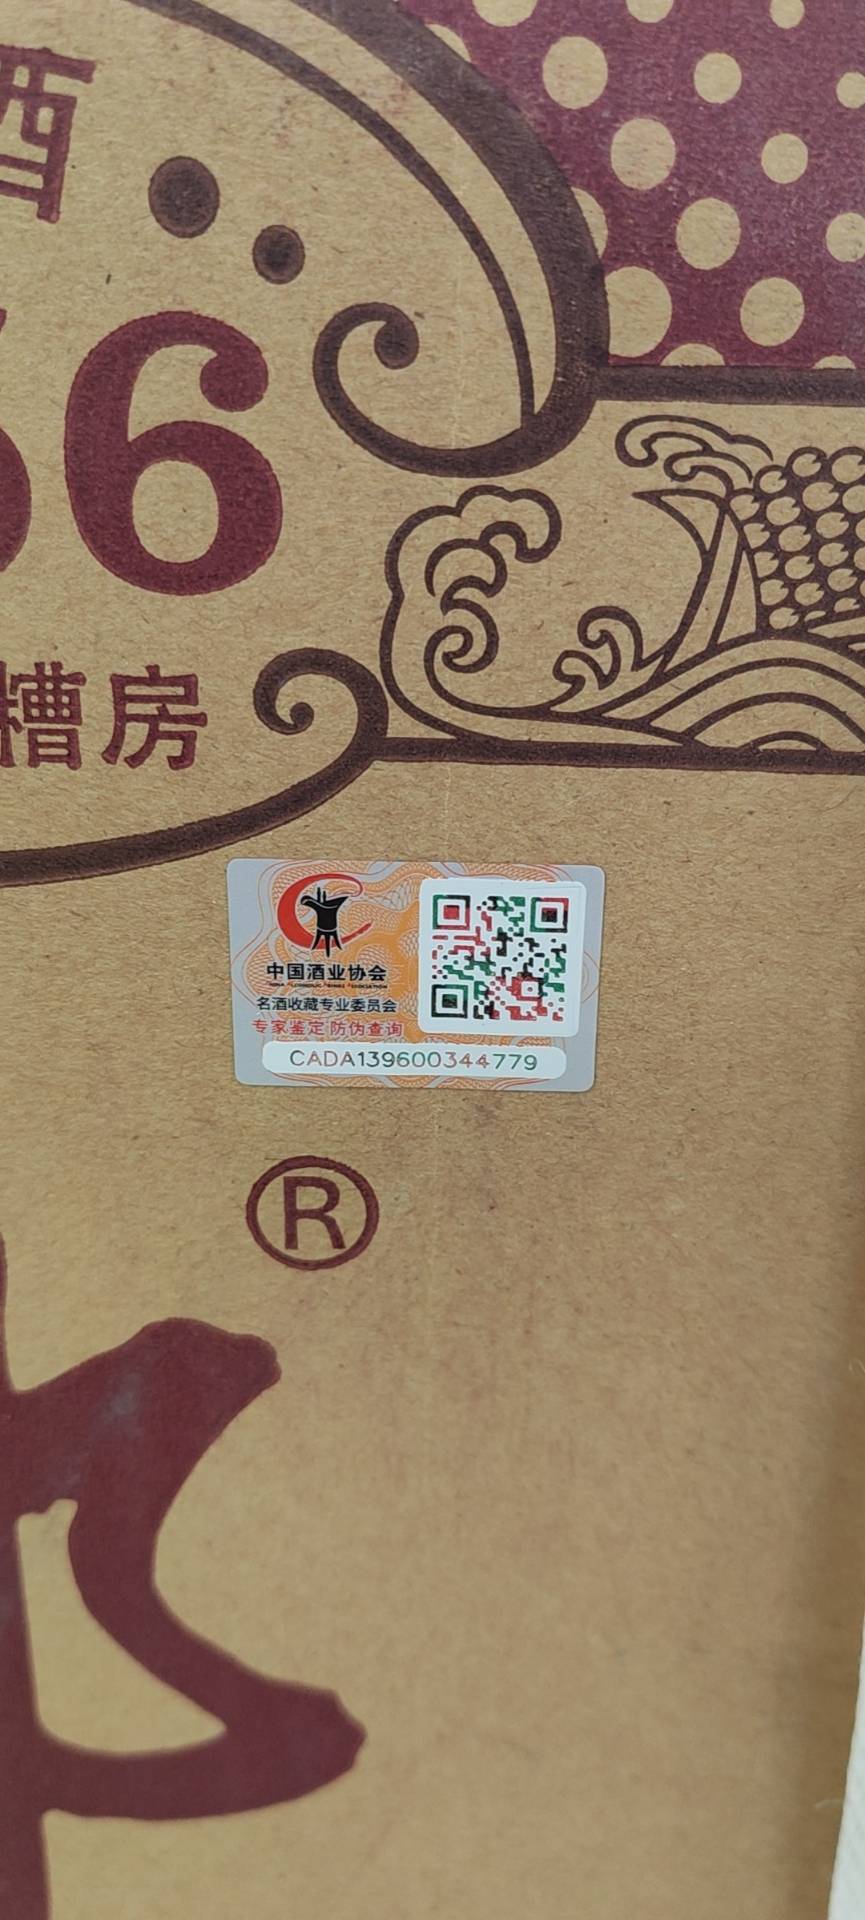 酒
6
糟房
中国酒业协会
名酒收藏专业委员会
专家鉴定 防伪查询
CADA139600344779
®